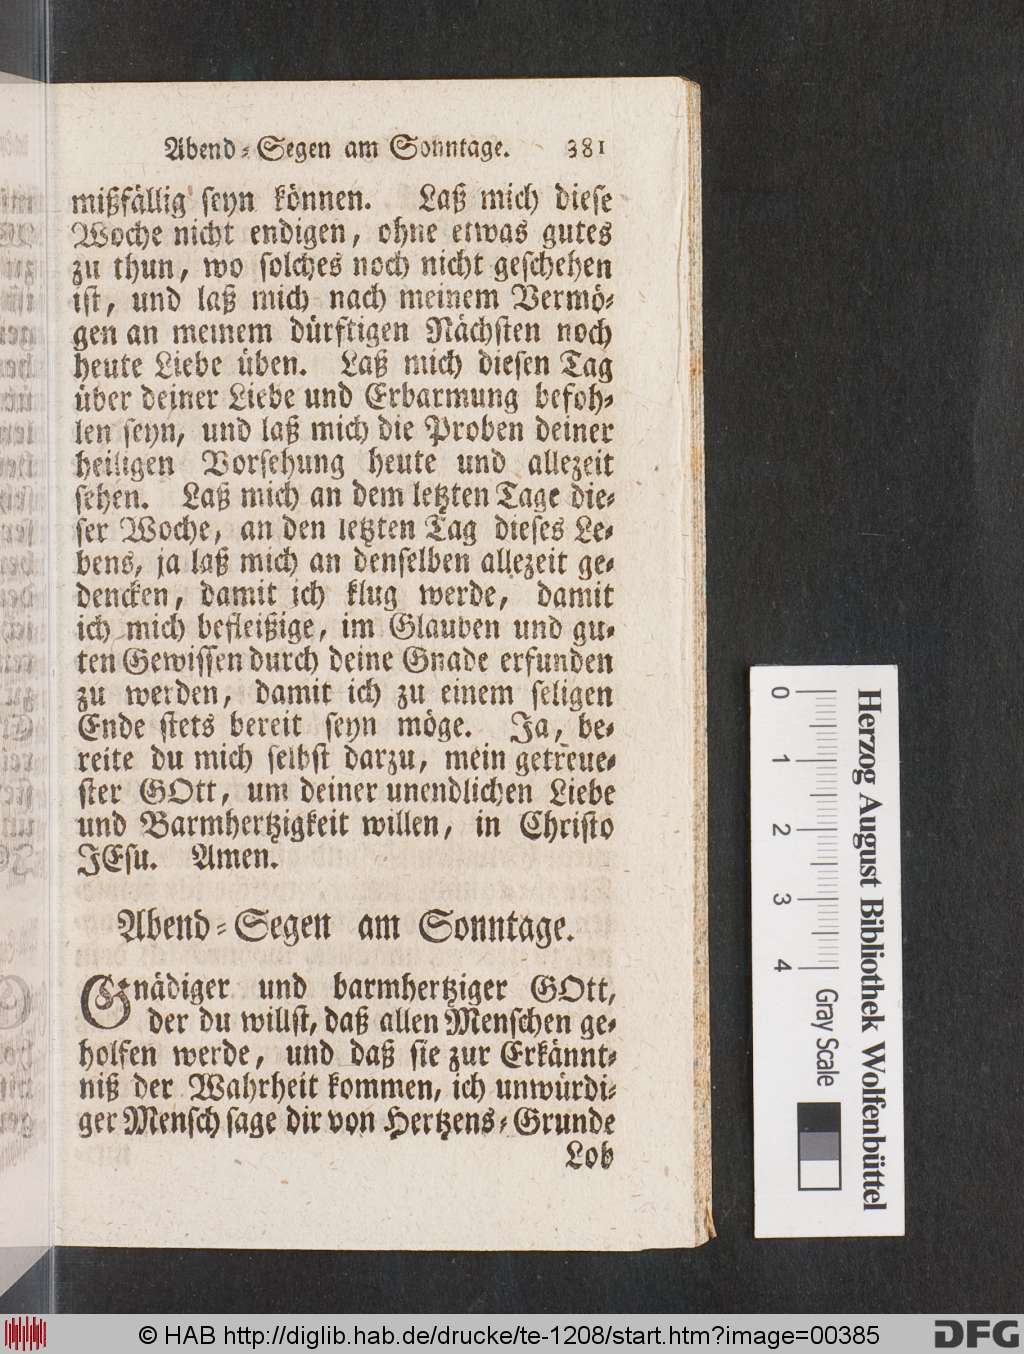 Abend-Segen am Sonntage. 381
mißfällig seyn können. Laß mich diese
Woche nicht endigen, ohne etwas gutes
zu thun, wo solches noch nicht geschehen
ist, und laß mich nach meinem Vermö-
gen an meinem dürftigen Nächsten noch
heute Liebe üben. Laß mich diesen Tag
über deiner Liebe und Erbarmung befoh-
len seyn, und laß mich die Proben deiner
heiligen Vorsehung heute und allezeit
sehen. Laß mich an dem letzten Tage die-
ser Woche, an den letzten Tag dieses Le-
bens, ja laß mich an denselben allezeit ge-
dencken, damit ich klug werde, damit
ich mich befleißige, im Glauben und gu-
ten Gewissen durch deine Gnade erfunden
zu werden, damit ich zu einem seligen
Ende stets bereit seyn möge. Ja, be-
reite du mich selbst darzu, mein getreue-
ster GOtt, um deiner unendlichen Liebe
und Barmhertzigkeit willen, in Christo
JEsu. Amen.
Abend-Segen am Sonntage.
Gnädiger und barmhertziger GOtt,
der du willst, daß allen Menschen ge-
holfen werde, und daß sie zur Erkännt-
niß der Wahrheit kommen, ich unwürdi-
ger Mensch sage dir von Hertzens-Grunde
Lob
0 1 2 3 4
Gray Scale
Herzog August Bibliothek Wolfenbüttel
© HAB http://diglib.hab.de/drucke/te-1208/start.htm?image=00385
DFG